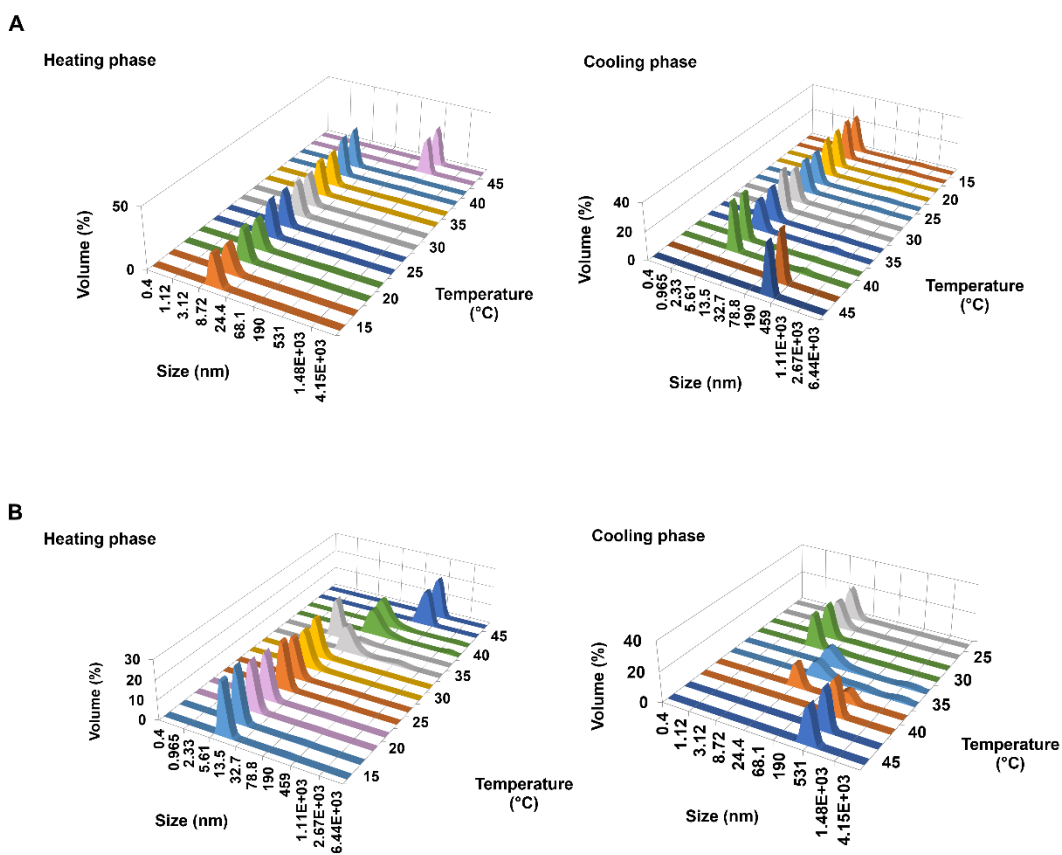 A
Heating phase
Cooling phase
50
0
Volume (%)
0.4
1.12
3.12
8.72
24.4
68.1
190
531
1.48E+03
4.15E+03
Size (nm)
15
20
25
30
35
40
45
Temperature
(°C)
40
20
0
Volume (%)
0.4
0.965
2.33
5.61
13.5
32.7
78.8
190
459
1.11E+03
2.67E+03
6.44E+03
Size (nm)
45
40
35
30
25
20
15
Temperature
(°C)
B
Heating phase
Cooling phase
30
20
10
0
Volume (%)
0.4
0.965
2.33
5.61
13.5
32.7
78.8
190
459
1.11E+03
2.67E+03
6.44E+03
Size (nm)
15
20
25
30
35
40
45
Temperature
(°C)
40
20
0
Volume (%)
0.4
1.12
3.12
8.72
24.4
68.1
190
531
1.48E+03
4.15E+03
Size (nm)
45
40
35
30
25
Temperature
(°C)